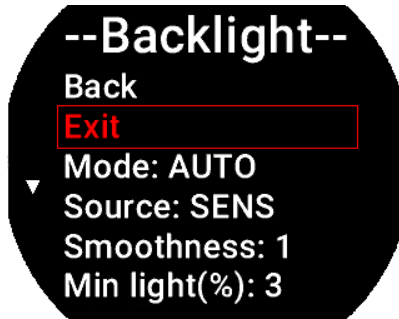 --Backlight--
Back
Exit
Mode: AUTO
Source: SENS
Smoothness: 1
Min light(%): 3